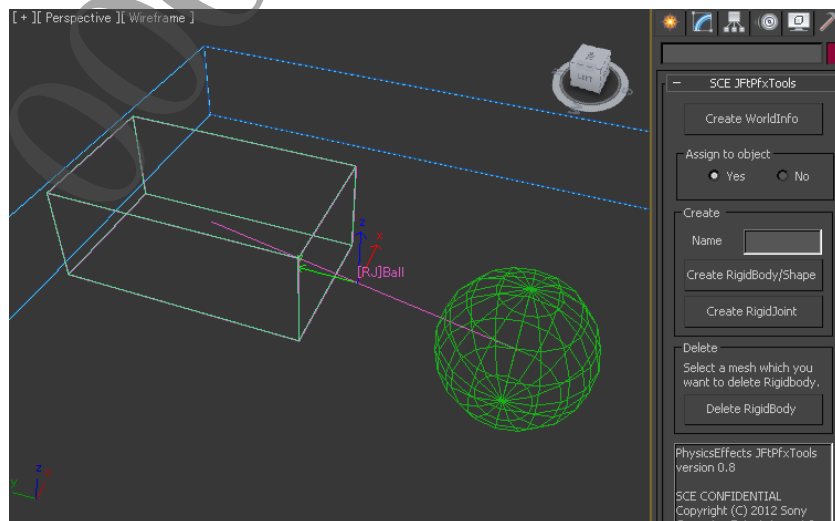 [ + ][ Perspective ][ Wireframe ]
LEFT
z
x
[RJ]Ball
z
y
SCE JFtPfxTools
Create WorldInfo
Assign to object
Yes
No
Create
Name
Create RigidBody/Shape
Create RigidJoint
Delete
Select a mesh which you
want to delete Rigidbody.
Delete RigidBody
PhysicsEffects JFtPfxTools
version 0.8
SCE CONFIDENTIAL
Copyright (C) 2012 Sony